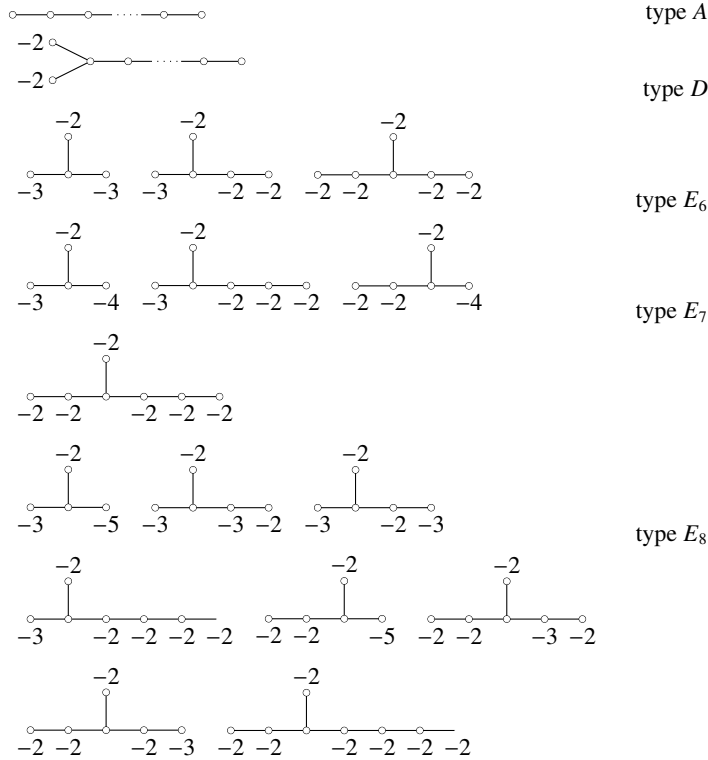 type A
−2
−2
type D
−2 −2 −2
−3 −3 −3 −2 −2 −2 −2 −2 −2
type E6
−2 −2 −2
−3 −4 −3 −2 −2 −2 −2 −2 −4
type E7
−2
−2 −2 −2 −2 −2
−2 −2 −2
−3 −5 −3 −3 −2 −3 −2 −3
type E8
−2 −2 −2
−3 −2 −2 −2 −2 −2 −2 −5 −2 −2 −3 −2
−2 −2
−2 −2 −2 −3 −2 −2 −2 −2 −2 −2